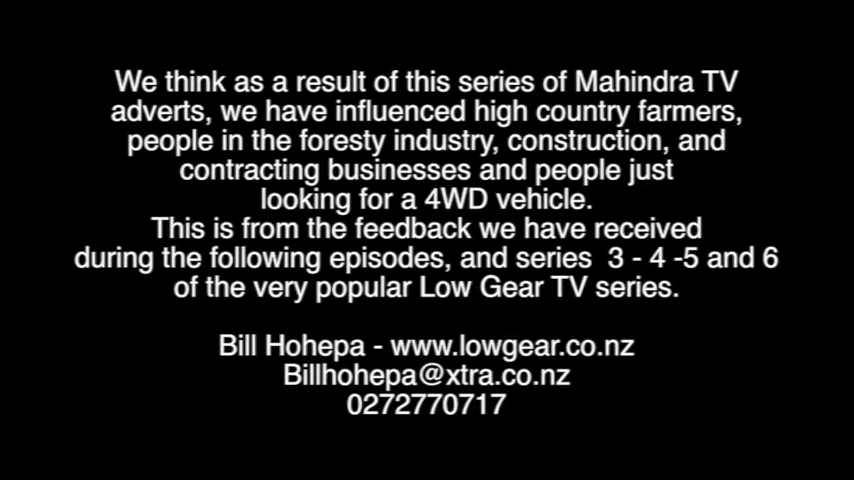 We think as a result of this series of Mahindra TV
adverts, we have influenced high country farmers,
people in the foresty industry, construction, and
contracting businesses and people just
looking for a 4WD vehicle.
This is from the feedback we have received
during the following episodes, and series  3 - 4 -5 and 6
of the very popular Low Gear TV series.
Bill Hohepa - www.lowgear.co.nz
Billhohepa@xtra.co.nz
0272770717